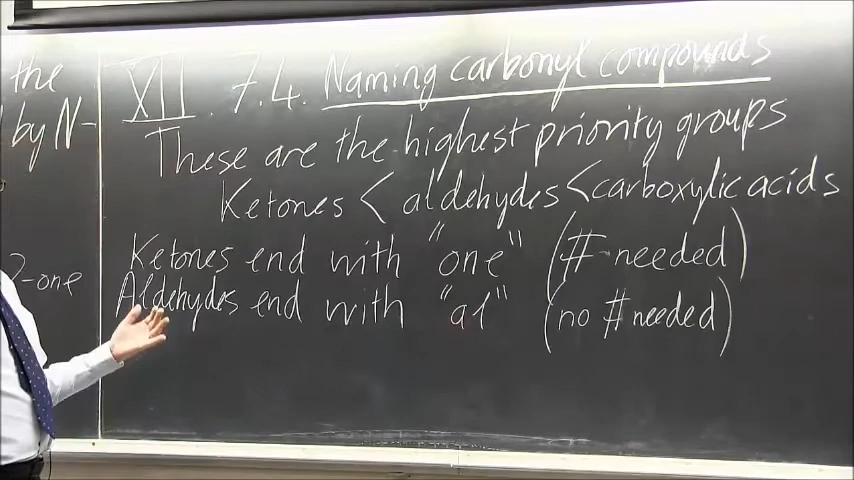 the
by N-
-one
XII. 7.4. Naming carbonyl compounds
These are the highest priority groups
Ketones < aldehydes < carboxylic acids
Ketones end with "one" (# needed)
Aldehydes end with "al" (no # needed)